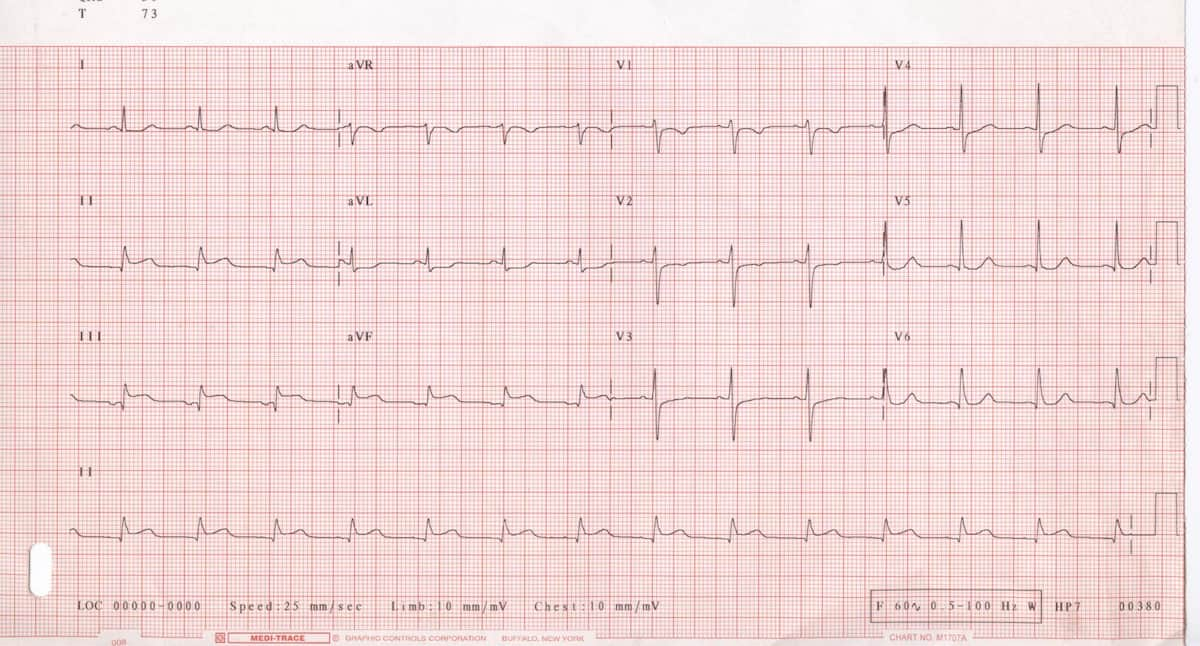 T 73
I aVR V1 V4
II aVL V2 V5
III aVF V3 V6
II
LOC 00000-0000 Speed:25 mm/sec Limb:10 mm/mV Chest:10 mm/mV F 60∿ 0.5-100 Hz W HP7 00380
MEDI-TRACE GRAPHIC CONTROLS CORPORATION BUFFALO, NEW YORK CHART NO. M1707A